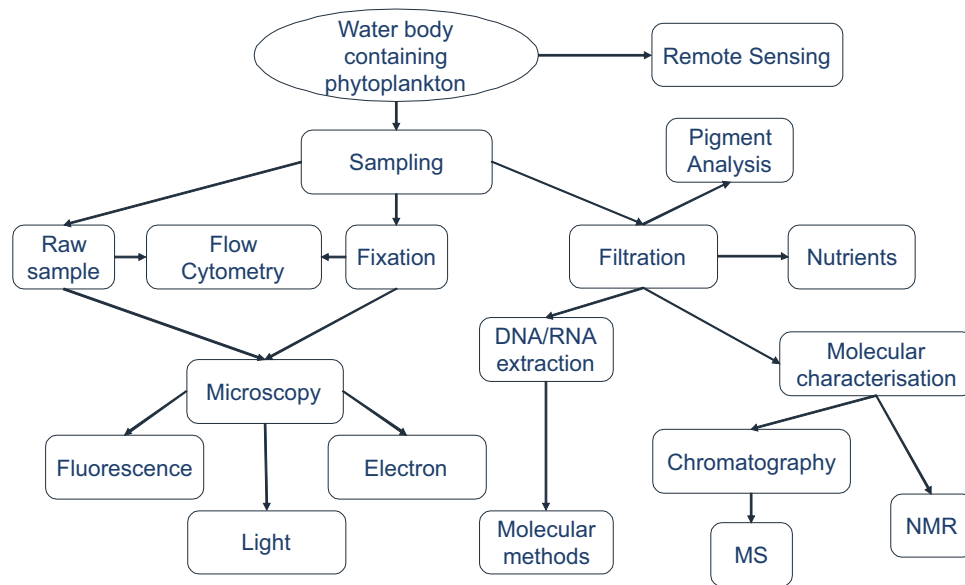 Water body
containing
phytoplankton
Remote Sensing
Sampling
Pigment
Analysis
Raw
sample
Flow
Cytometry
Fixation
Filtration
Nutrients
DNA/RNA
extraction
Molecular
characterisation
Microscopy
Fluorescence
Electron
Chromatography
Light
Molecular
methods
MS
NMR